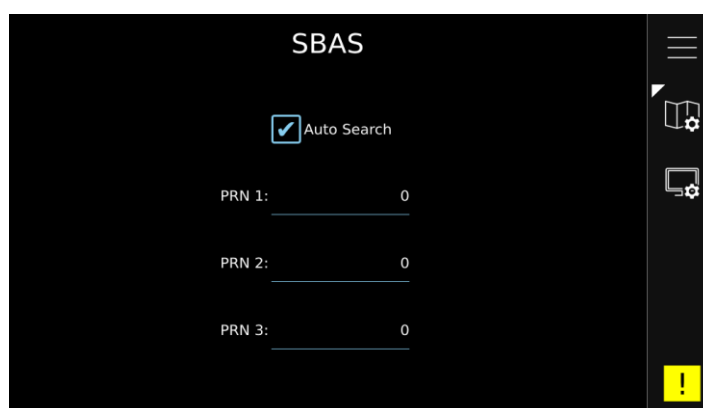 SBAS
✔ Auto Search
PRN 1: 0
PRN 2: 0
PRN 3: 0
!